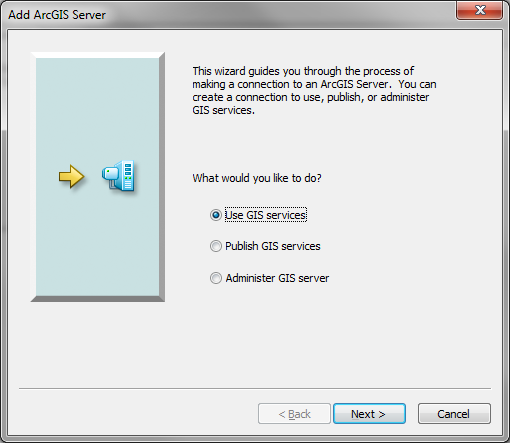 Add ArcGIS Server
This wizard guides you through the process of
making a connection to an ArcGIS Server.  You can
create a connection to use, publish, or administer
GIS services.
What would you like to do?
Use GIS services
Publish GIS services
Administer GIS server
< Back
Next >
Cancel